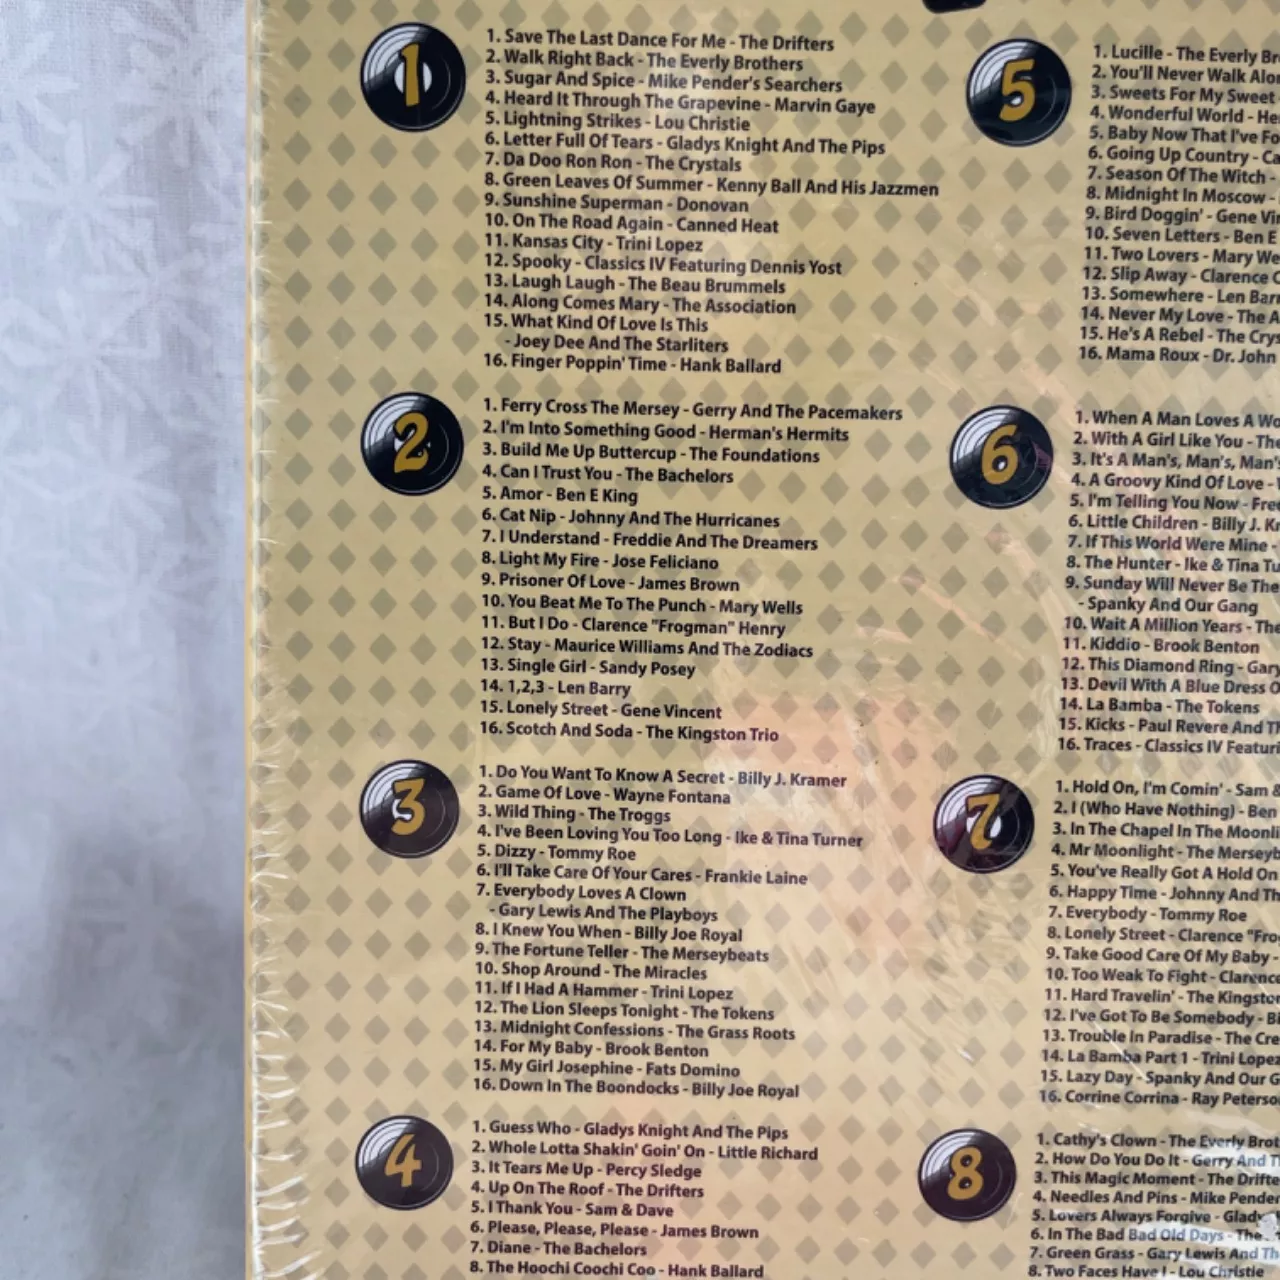 1
1. Save The Last Dance For Me - The Drifters
2. Walk Right Back - The Everly Brothers
3. Sugar And Spice - Mike Pender's Searchers
4. Heard It Through The Grapevine - Marvin Gaye
5. Lightning Strikes - Lou Christie
6. Letter Full Of Tears - Gladys Knight And The Pips
7. Da Doo Ron Ron - The Crystals
8. Green Leaves Of Summer - Kenny Ball And His Jazzmen
9. Sunshine Superman - Donovan
10. On The Road Again - Canned Heat
11. Kansas City - Trini Lopez
12. Spooky - Classics IV Featuring Dennis Yost
13. Laugh Laugh - The Beau Brummels
14. Along Comes Mary - The Association
15. What Kind Of Love Is This
- Joey Dee And The Starliters
16. Finger Poppin' Time - Hank Ballard
2
1. Ferry Cross The Mersey - Gerry And The Pacemakers
2. I'm Into Something Good - Herman's Hermits
3. Build Me Up Buttercup - The Foundations
4. Can I Trust You - The Bachelors
5. Amor - Ben E King
6. Cat Nip - Johnny And The Hurricanes
7. I Understand - Freddie And The Dreamers
8. Light My Fire - Jose Feliciano
9. Prisoner Of Love - James Brown
10. You Beat Me To The Punch - Mary Wells
11. But I Do - Clarence "Frogman" Henry
12. Stay - Maurice Williams And The Zodiacs
13. Single Girl - Sandy Posey
14. 1,2,3 - Len Barry
15. Lonely Street - Gene Vincent
16. Scotch And Soda - The Kingston Trio
3
1. Do You Want To Know A Secret - Billy J. Kramer
2. Game Of Love - Wayne Fontana
3. Wild Thing - The Troggs
4. I've Been Loving You Too Long - Ike & Tina Turner
5. Dizzy - Tommy Roe
6. I'll Take Care Of Your Cares - Frankie Laine
7. Everybody Loves A Clown
- Gary Lewis And The Playboys
8. I Knew You When - Billy Joe Royal
9. The Fortune Teller - The Merseybeats
10. Shop Around - The Miracles
11. If I Had A Hammer - Trini Lopez
12. The Lion Sleeps Tonight - The Tokens
13. Midnight Confessions - The Grass Roots
14. For My Baby - Brook Benton
15. My Girl Josephine - Fats Domino
16. Down In The Boondocks - Billy Joe Royal
4
1. Guess Who - Gladys Knight And The Pips
2. Whole Lotta Shakin' Goin' On - Little Richard
3. It Tears Me Up - Percy Sledge
4. Up On The Roof - The Drifters
5. I Thank You - Sam & Dave
6. Please, Please, Please - James Brown
7. Diane - The Bachelors
8. The Hoochi Coochi Coo - Hank Ballard
5
1. Lucille - The Everly Br
2. You'll Never Walk Alon
3. Sweets For My Sweet -
4. Wonderful World - He
5. Baby Now That I've Fo
6. Going Up Country - Ca
7. Season Of The Witch -
8. Midnight In Moscow -
9. Bird Doggin' - Gene Vin
10. Seven Letters - Ben E
11. Two Lovers - Mary We
12. Slip Away - Clarence C
13. Somewhere - Len Barr
14. Never My Love - The A
15. He's A Rebel - The Crys
16. Mama Roux - Dr. John
6
1. When A Man Loves A Wo
2. With A Girl Like You - The
3. It's A Man's, Man's, Man's
4. A Groovy Kind Of Love -
5. I'm Telling You Now - Fre
6. Little Children - Billy J. Kr
7. If This World Were Mine -
8. The Hunter - Ike & Tina Tu
9. Sunday Will Never Be The
- Spanky And Our Gang
10. Wait A Million Years - The
11. Kiddio - Brook Benton
12. This Diamond Ring - Gary
13. Devil With A Blue Dress O
14. La Bamba - The Tokens
15. Kicks - Paul Revere And Th
16. Traces - Classics IV Featuri
7
1. Hold On, I'm Comin' - Sam &
2. I (Who Have Nothing) - Ben
3. In The Chapel In The Moonli
4. Mr Moonlight - The Merseyb
5. You've Really Got A Hold On
6. Happy Time - Johnny And Th
7. Everybody - Tommy Roe
8. Lonely Street - Clarence "Fro
9. Take Good Care Of My Baby -
10. Too Weak To Fight - Clarence
11. Hard Travelin' - The Kingston
12. I've Got To Be Somebody - Bi
13. Trouble In Paradise - The Cre
14. La Bamba Part 1 - Trini Lopez
15. Lazy Day - Spanky And Our G
16. Corrine Corrina - Ray Peterso
8
1. Cathy's Clown - The Everly Brot
2. How Do You Do It - Gerry And T
3. This Magic Moment - The Drifte
4. Needles And Pins - Mike Pender
5. Lovers Always Forgive - Glady
6. In The Bad Bad Old Days - The
7. Green Grass - Gary Lewis And Th
8. Two Faces Have I - Lou Christie